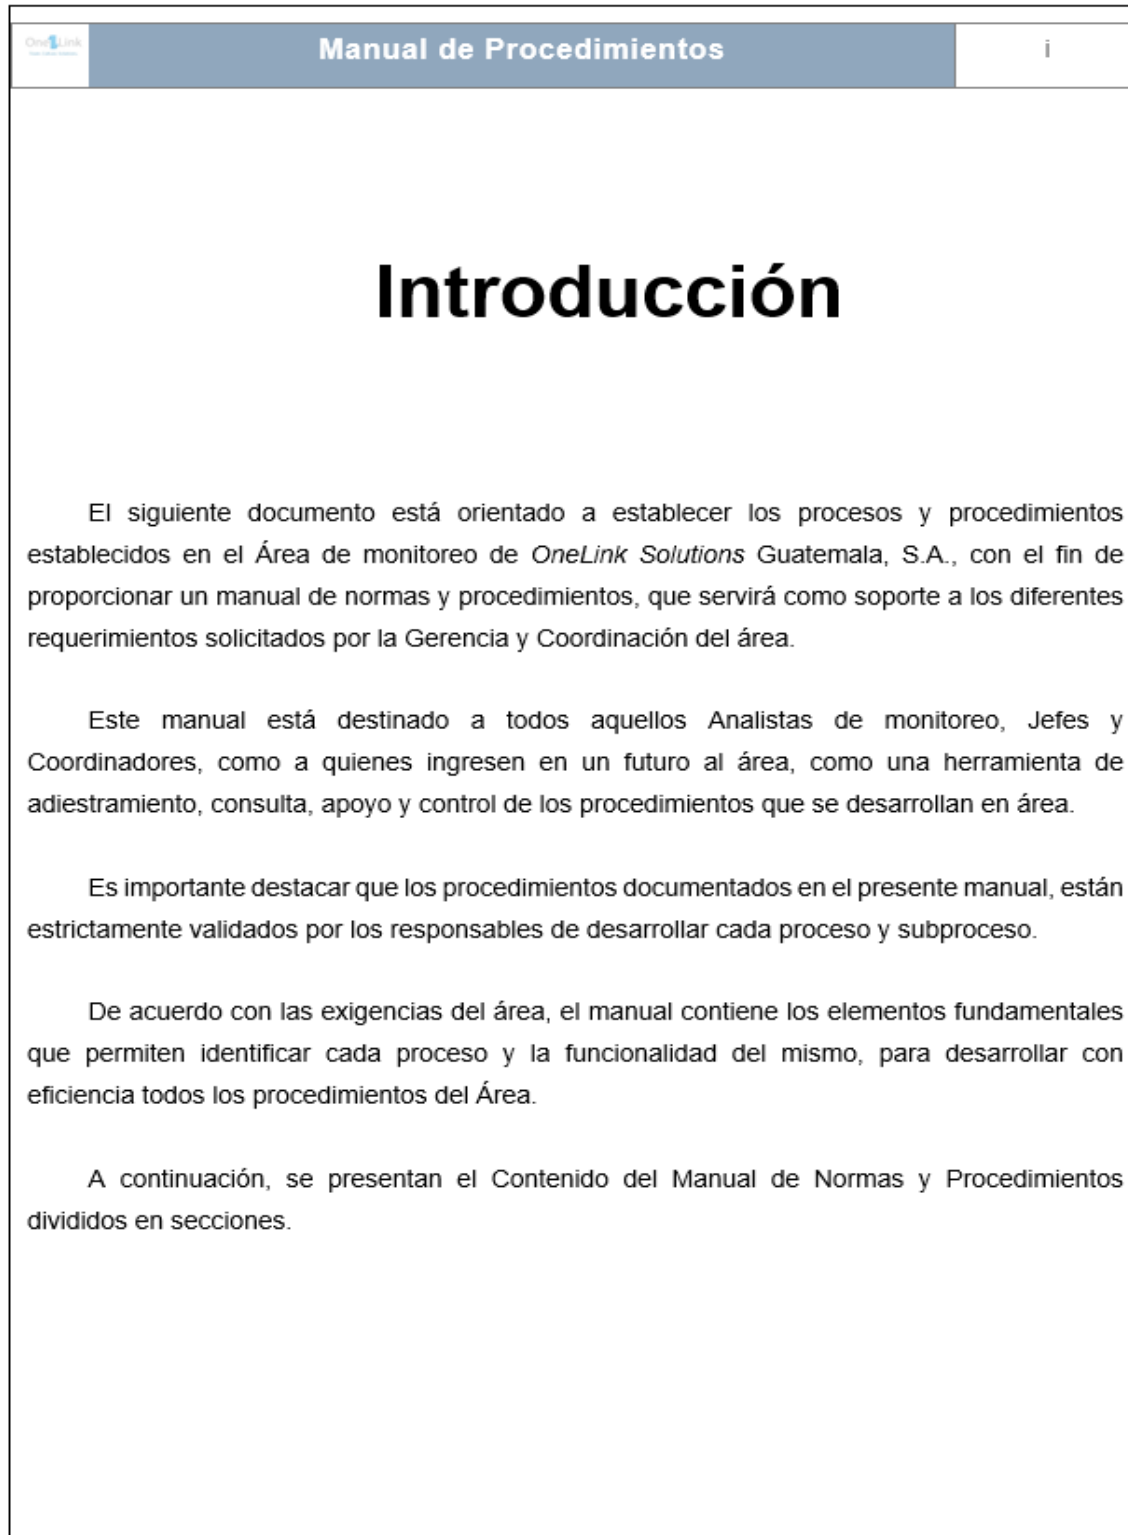 One2Link
Manual de Procedimientos
i
Introducción
El siguiente documento está orientado a establecer los procesos y procedimientos
establecidos en el Área de monitoreo de OneLink Solutions Guatemala, S.A., con el fin de
proporcionar un manual de normas y procedimientos, que servirá como soporte a los diferentes
requerimientos solicitados por la Gerencia y Coordinación del área.
Este manual está destinado a todos aquellos Analistas de monitoreo, Jefes y
Coordinadores, como a quienes ingresen en un futuro al área, como una herramienta de
adiestramiento, consulta, apoyo y control de los procedimientos que se desarrollan en área.
Es importante destacar que los procedimientos documentados en el presente manual, están
estrictamente validados por los responsables de desarrollar cada proceso y subproceso.
De acuerdo con las exigencias del área, el manual contiene los elementos fundamentales
que permiten identificar cada proceso y la funcionalidad del mismo, para desarrollar con
eficiencia todos los procedimientos del Área.
A continuación, se presentan el Contenido del Manual de Normas y Procedimientos
divididos en secciones.